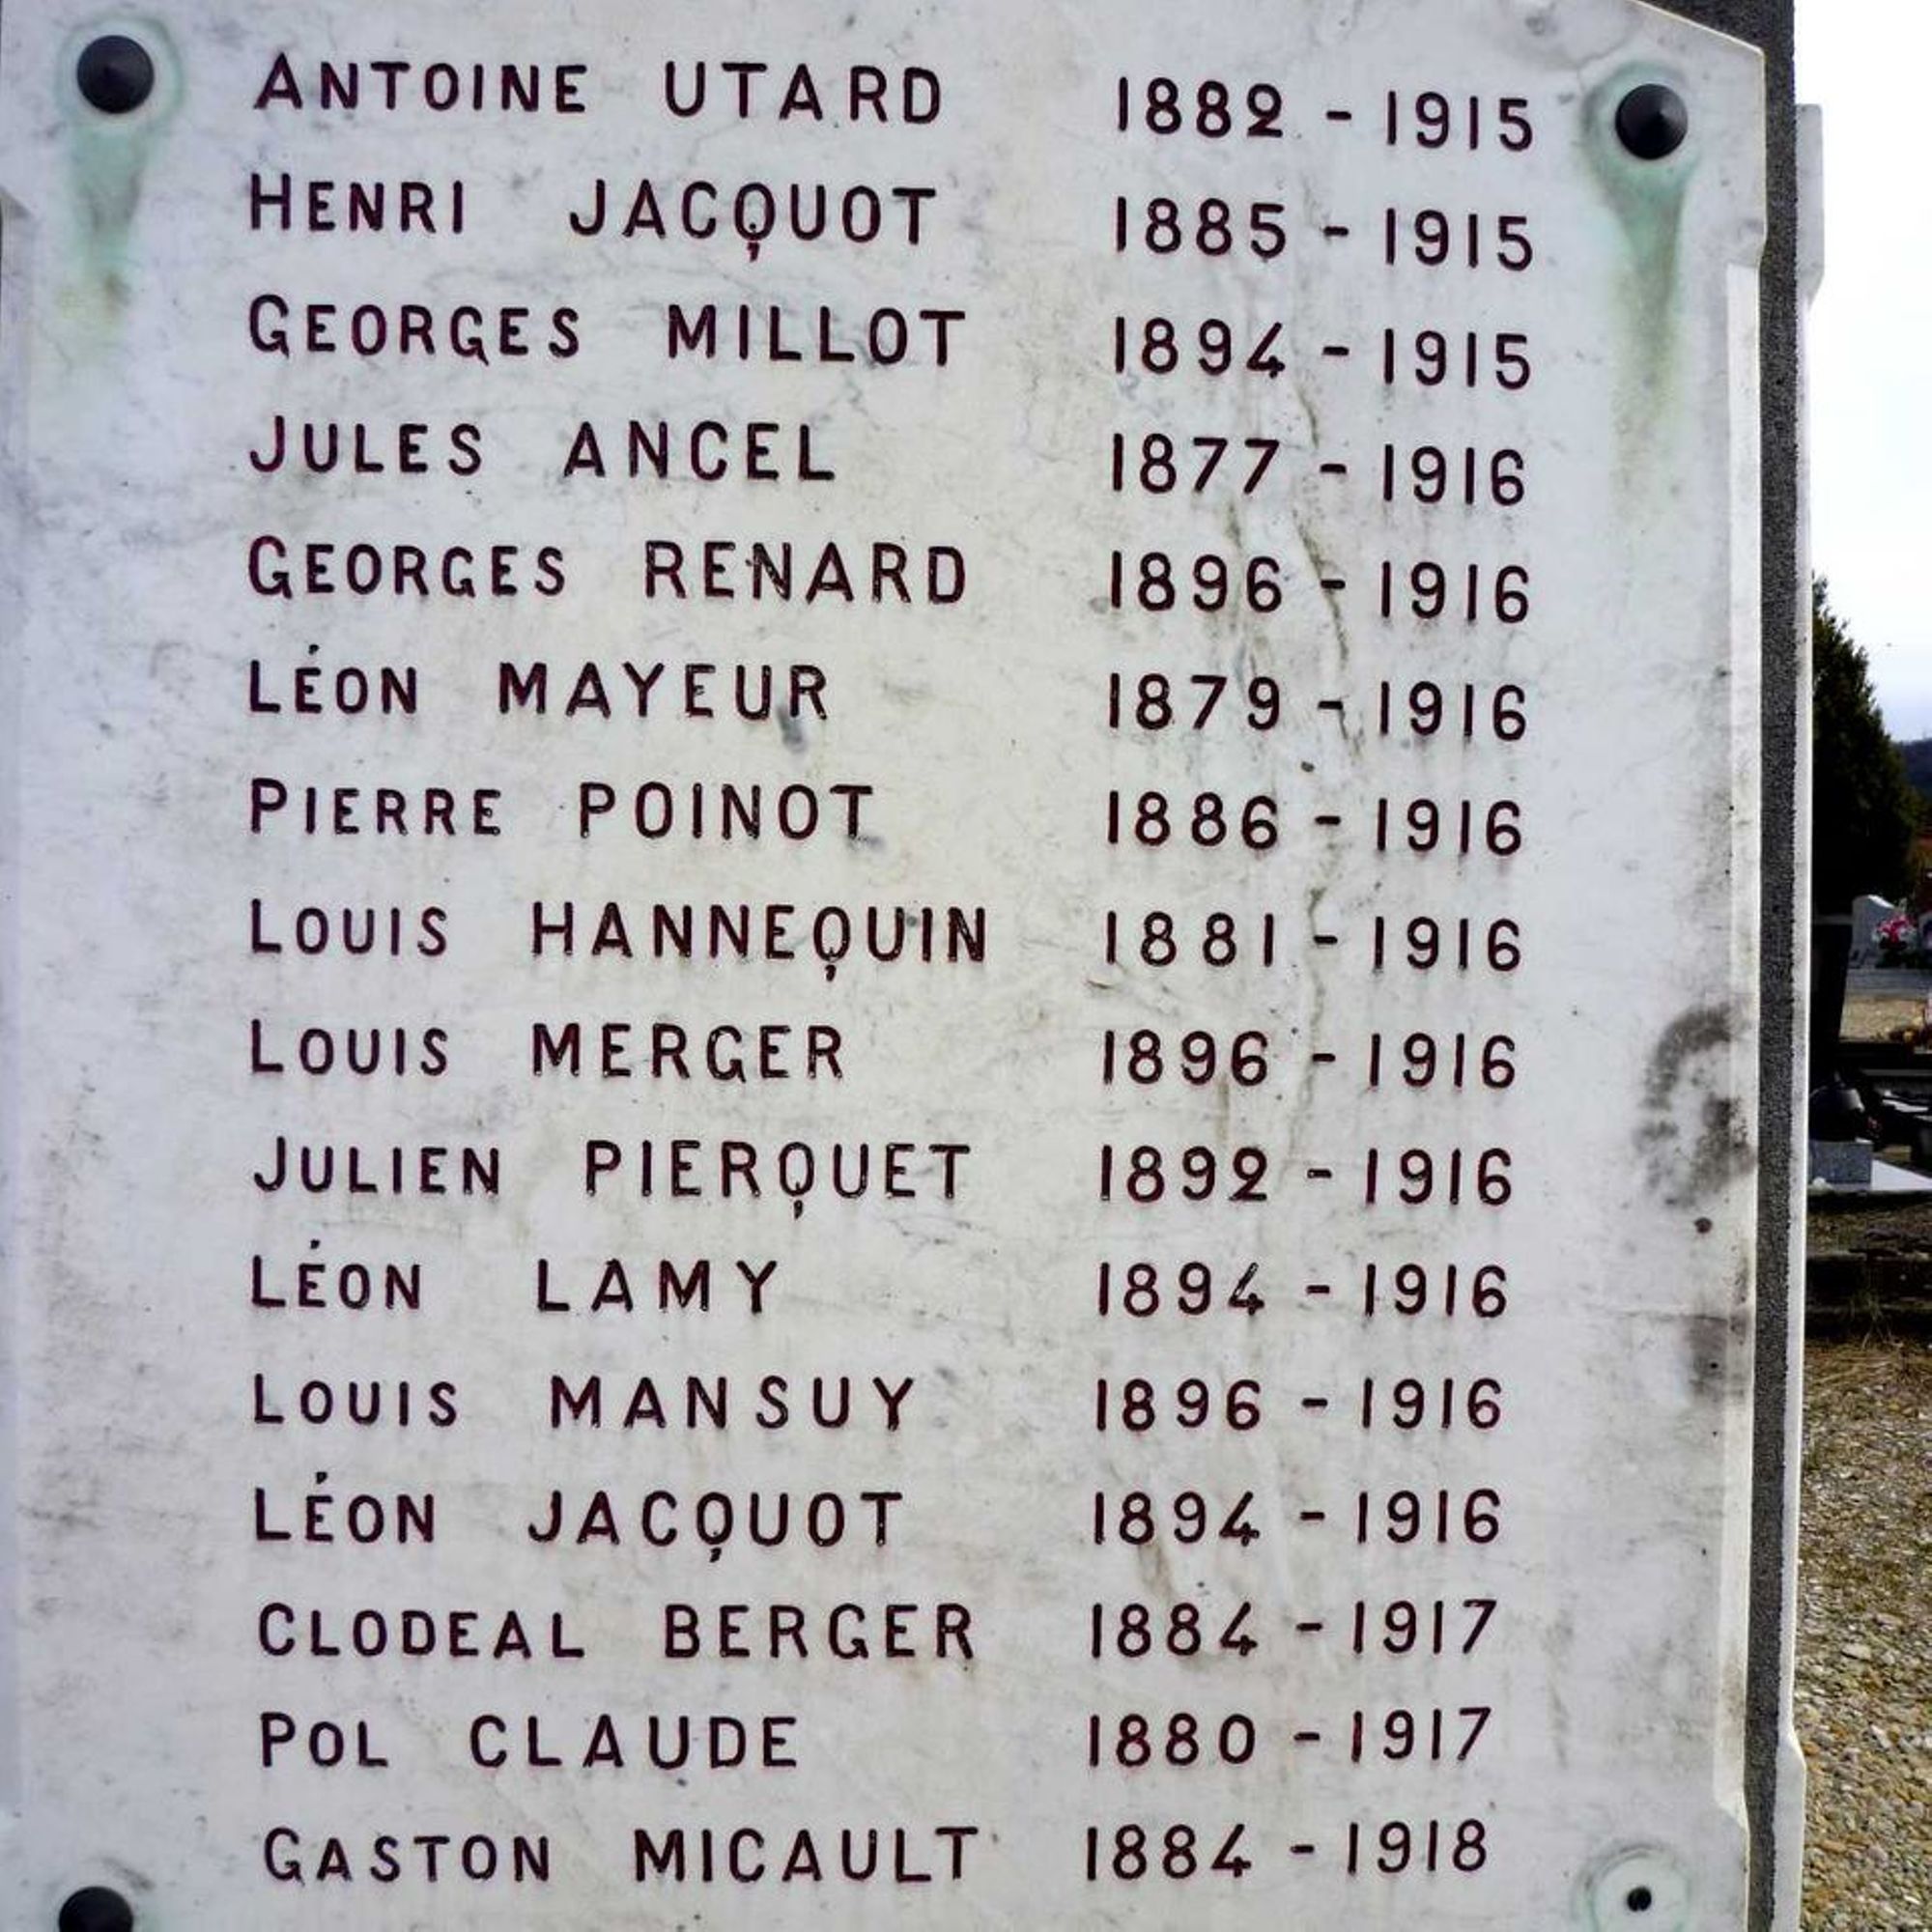 ANTOINE UTARD 1882 - 1915
HENRI JACQUOT 1885 - 1915
GEORGES MILLOT 1894 - 1915
JULES ANCEL 1877 - 1916
GEORGES RENARD 1896 - 1916
LÉON MAYEUR 1879 - 1916
PIERRE POINOT 1886 - 1916
LOUIS HANNEQUIN 1881 - 1916
LOUIS MERGER 1896 - 1916
JULIEN PIERQUET 1892 - 1916
LÉON LAMY 1894 - 1916
LOUIS MANSUY 1896 - 1916
LÉON JACQUOT 1894 - 1916
CLODEAL BERGER 1884 - 1917
POL CLAUDE 1880 - 1917
GASTON MICAULT 1884 - 1918